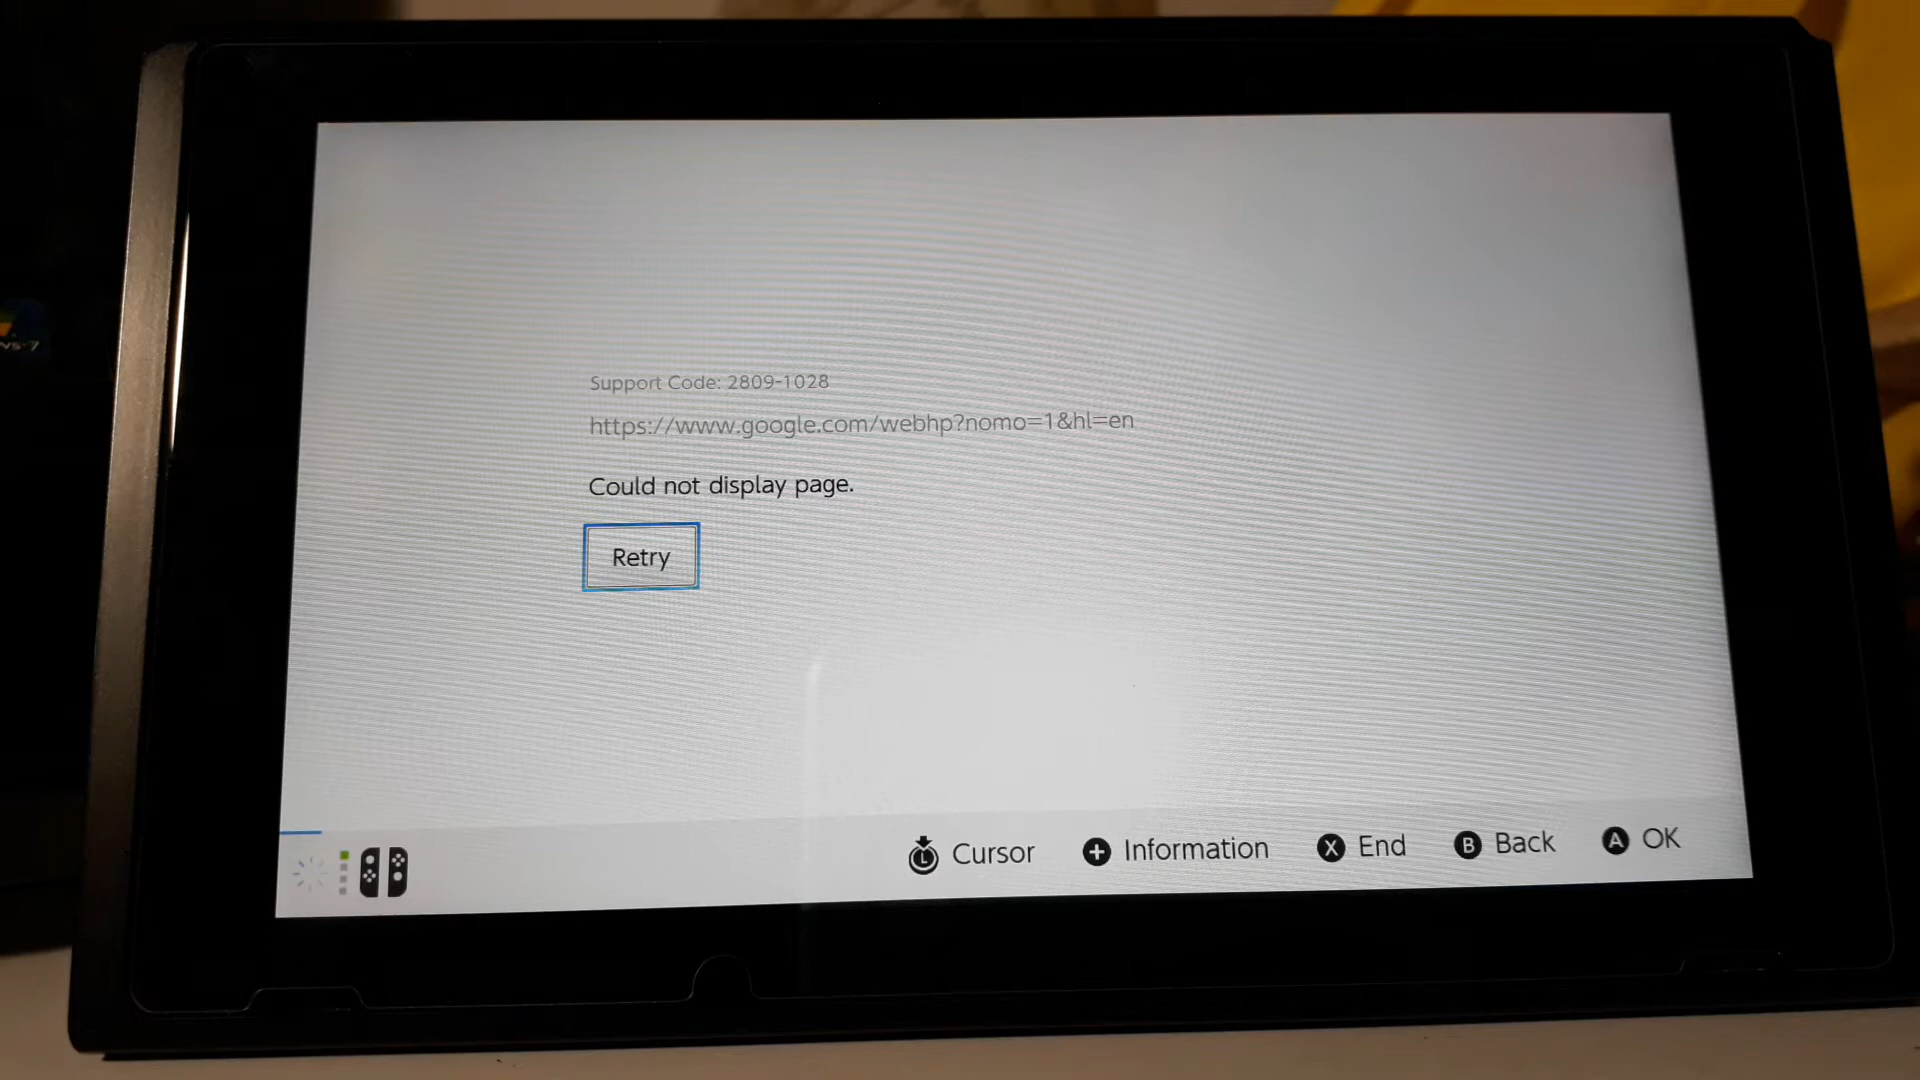 Support Code: 2809-1028
https://www.google.com/webhp?nomo=1&hl=en
Could not display page.
Retry
L Cursor + Information X End B Back A OK